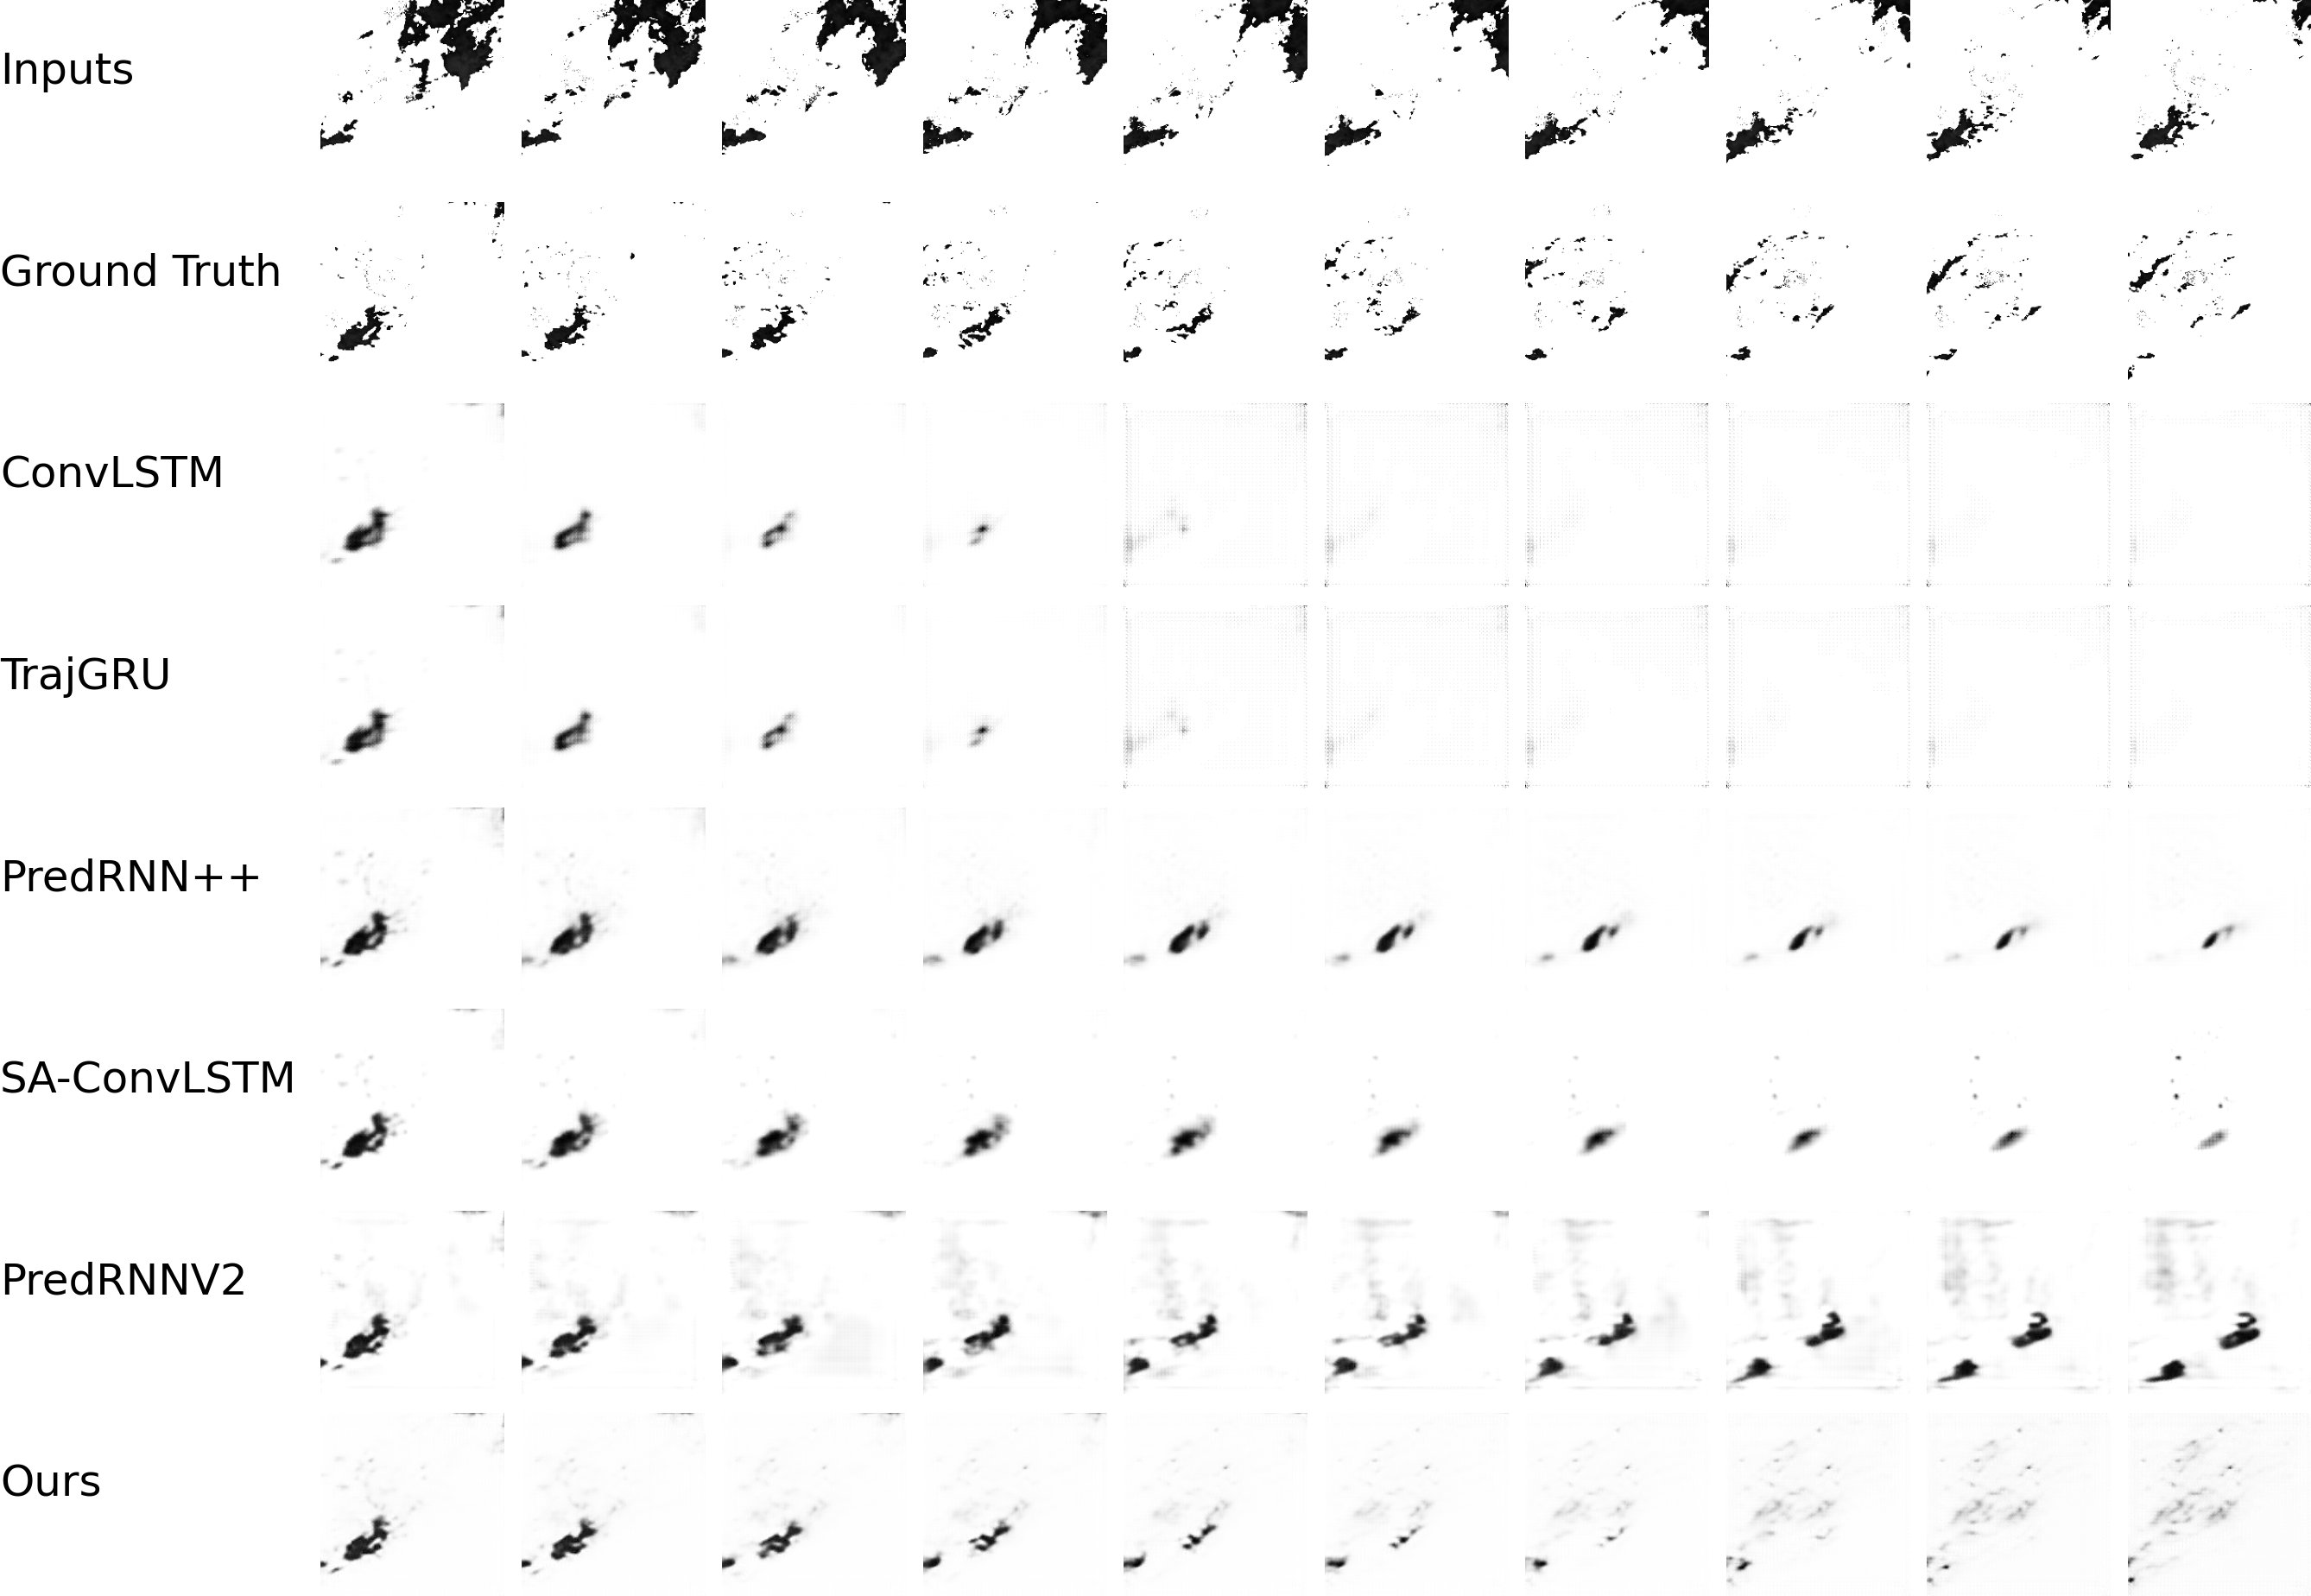 Inputs
Ground Truth
ConvLSTM
TrajGRU
PredRNN++
SA-ConvLSTM
PredRNNV2
Ours